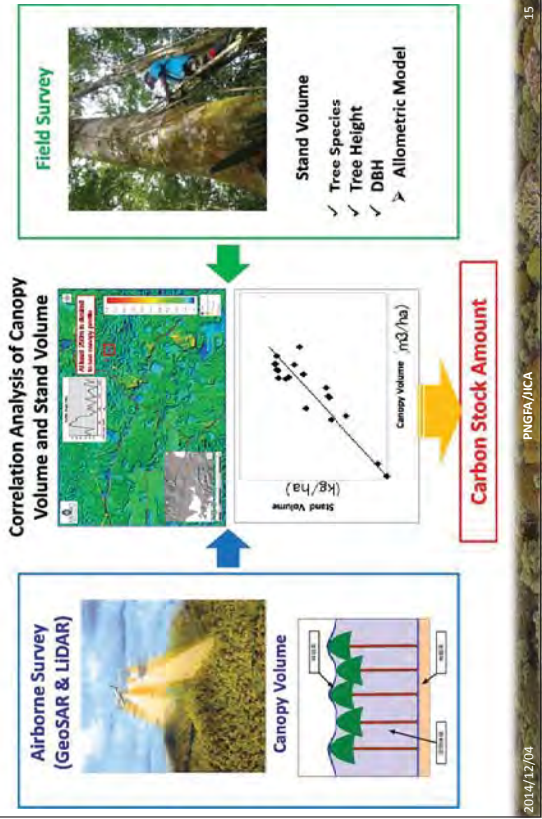 Correlation Analysis of Canopy
Volume and Stand Volume
Airborne Survey
(GeoSAR & LiDAR)
Canopy Volume
Stand Volume
(kg/ha)
Canopy Volume
m3/ha)
Field Survey
Stand Volume
✓ Tree Species
✓ Tree Height
✓ DBH
➢ Allometric Model
Carbon Stock Amount
2014/12/04
PNGFA/JICA
15